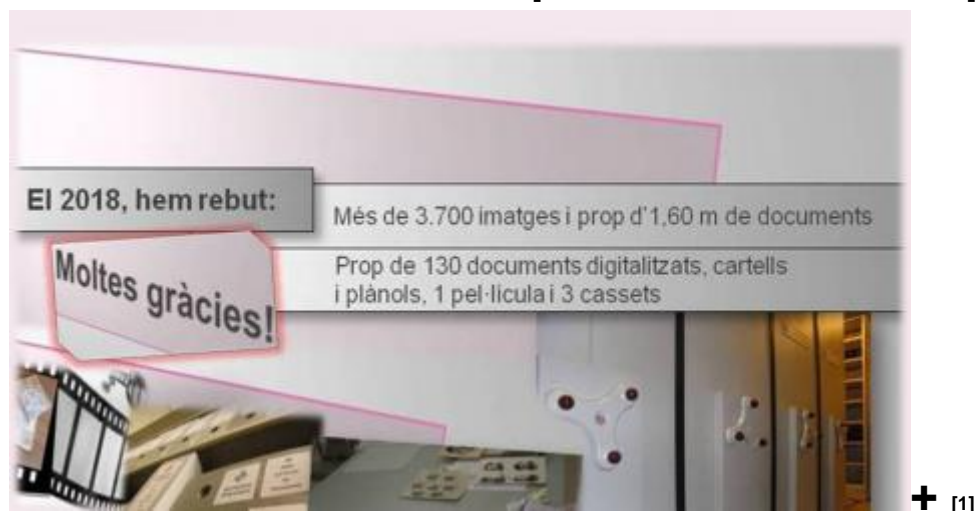 El 2018, hem rebut:
Més de 3.700 imatges i prop d'1,60 m de documents
Moltes gràcies!
Prop de 130 documents digitalitzats, cartells
i plànols, 1 pel·lícula i 3 cassets
+ [1]